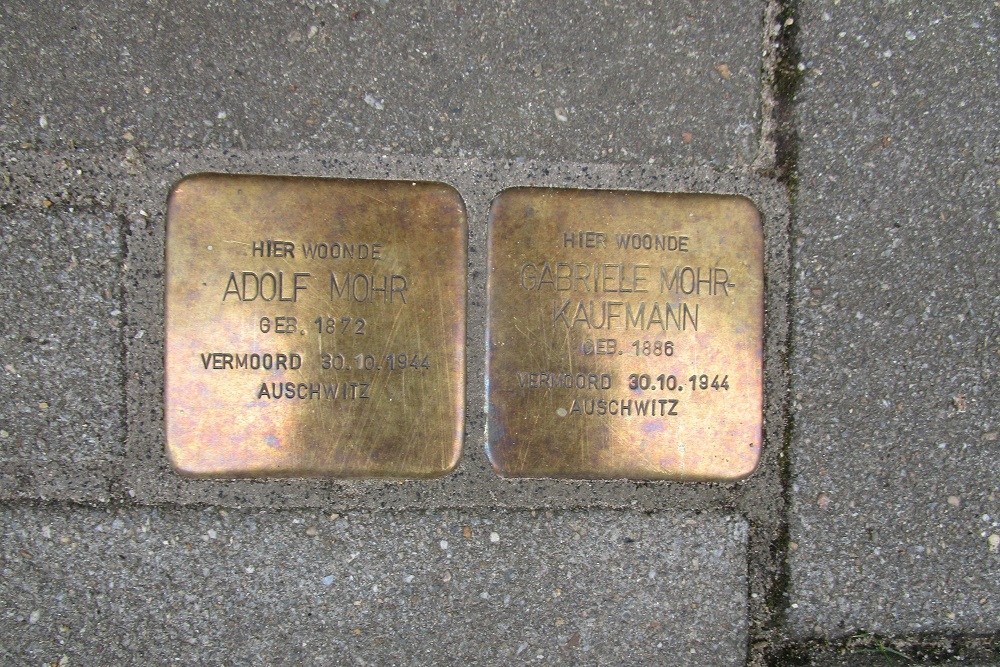 HIER WOONDE
ADOLF MOHR
GEB. 1872
VERMOORD 30.10.1944
AUSCHWITZ
HIER WOONDE
GABRIELE MOHR-
KAUFMANN
GEB. 1886
VERMOORD 30.10.1944
AUSCHWITZ